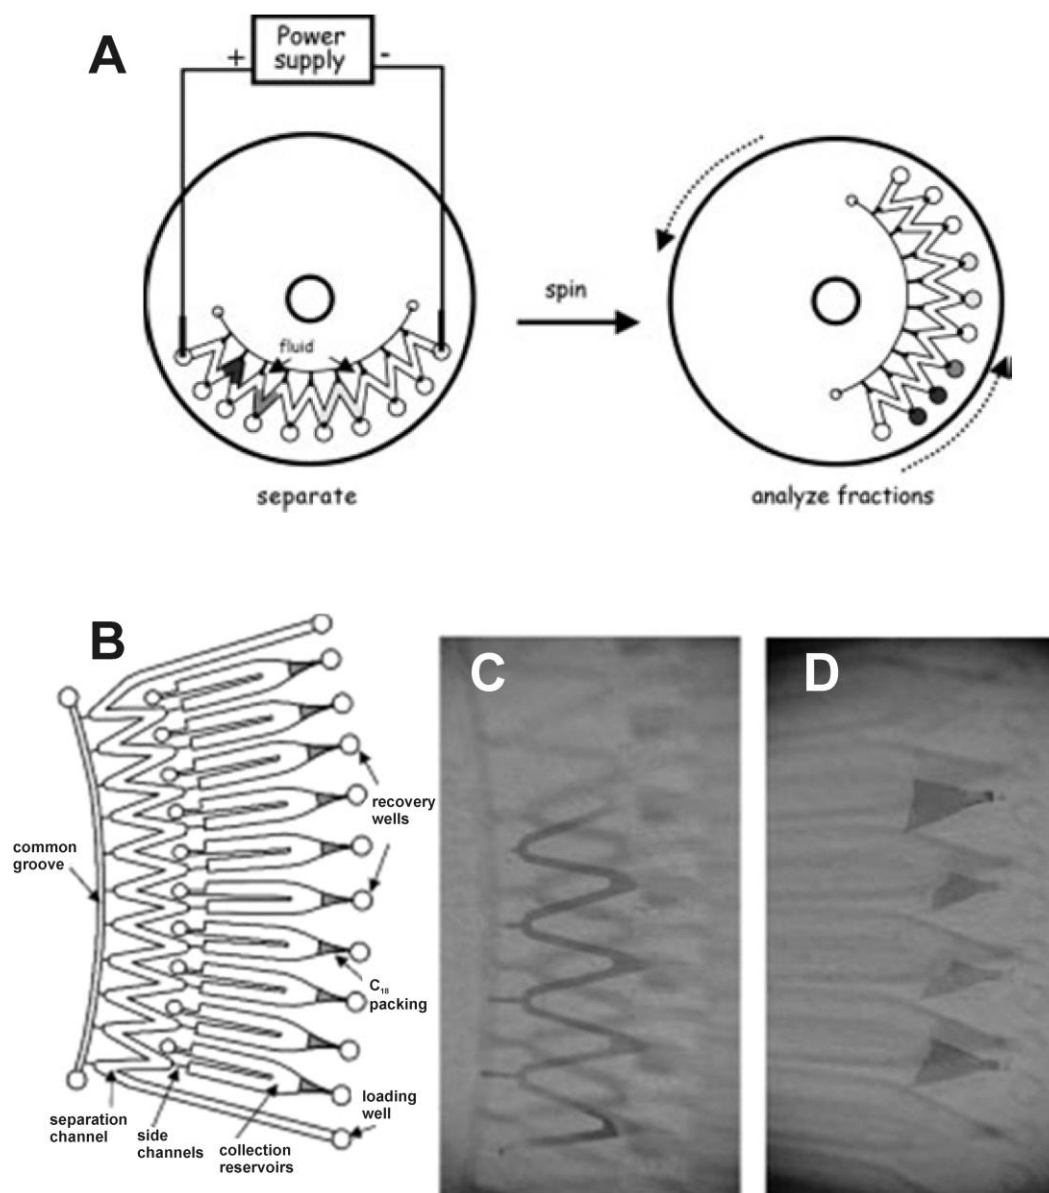 A
Power
supply
+
-
fluid
separate
spin
analyze fractions
B
common
groove
recovery
wells
C₁₈
packing
loading
well
separation
channel
side
channels
collection
reservoirs
C
D